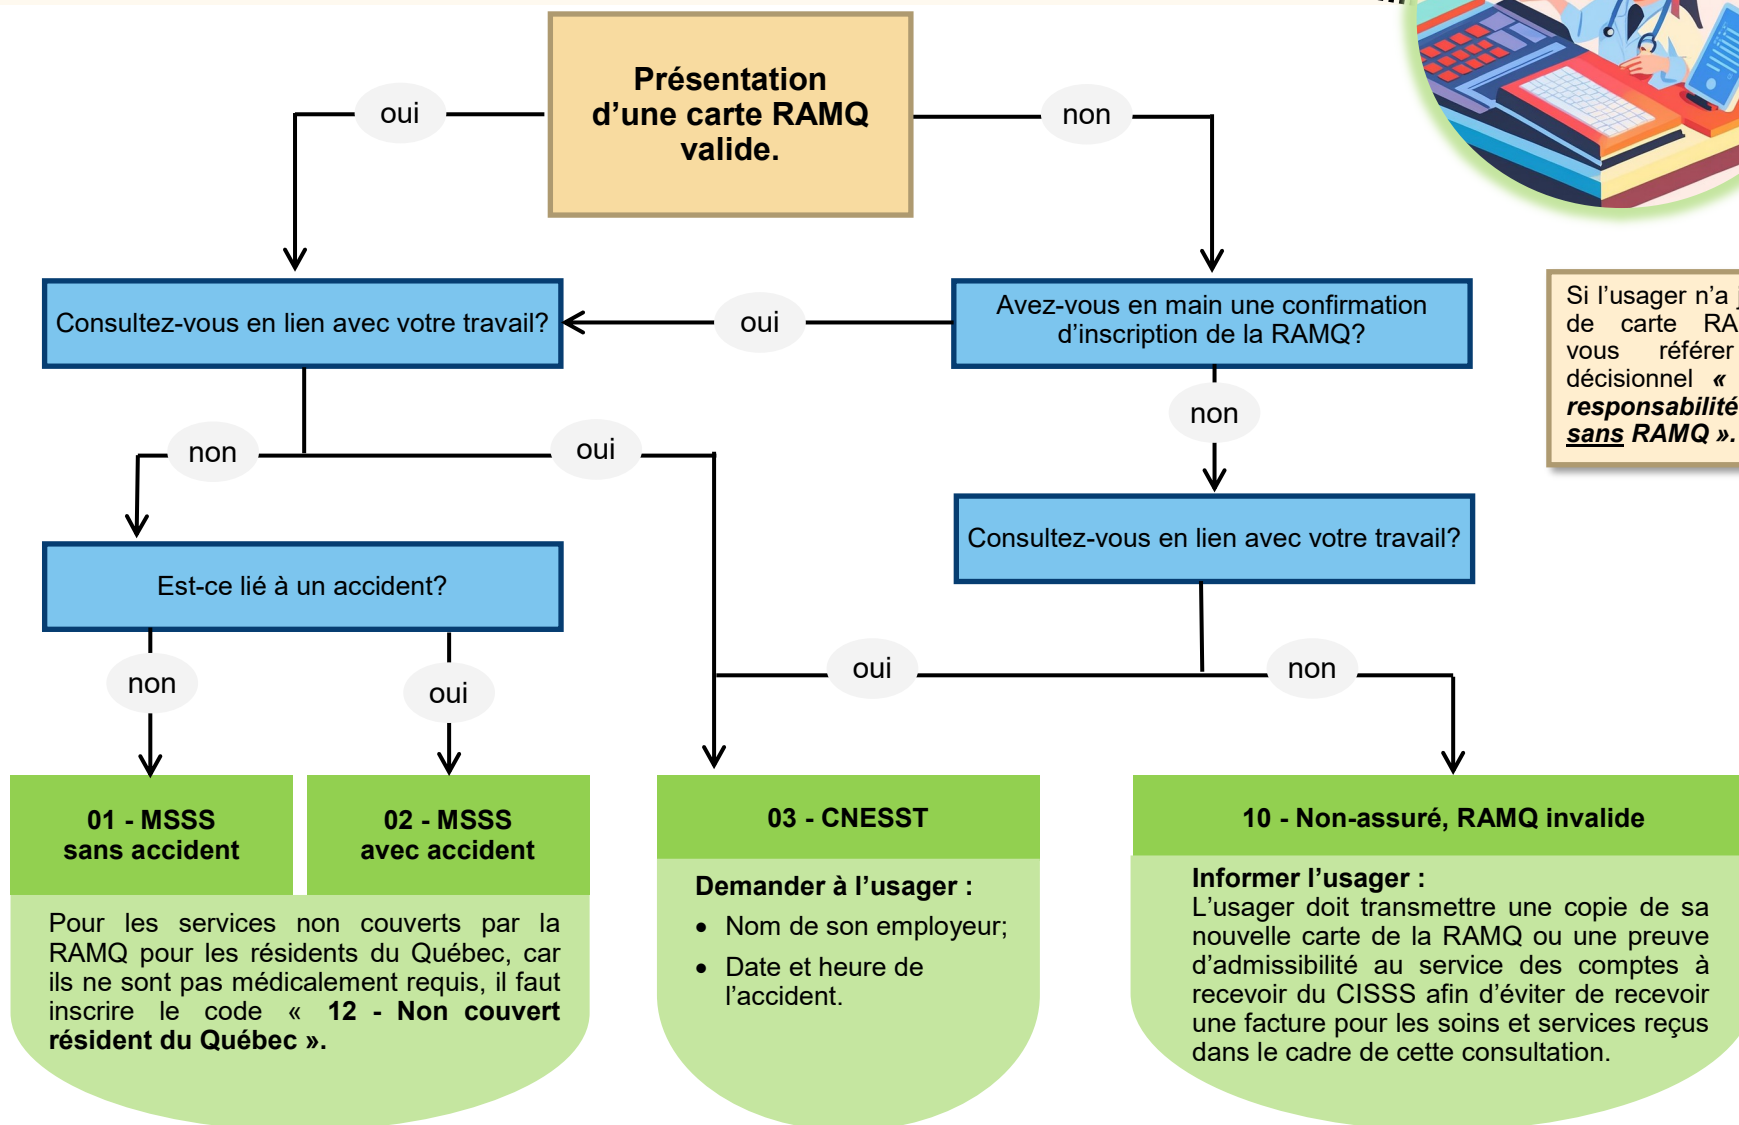 Présentation
d’une carte RAMQ
valide.
oui
non
Consultez-vous en lien avec votre travail?
oui
Avez-vous en main une confirmation
d’inscription de la RAMQ?
Si l’usager n’a
de carte
vous référer
décisionnel «
responsabilité
sans RAMQ ».
non
non
oui
Consultez-vous en lien avec votre travail?
Est-ce lié à un accident?
non
oui
oui
non
01 - MSSS
sans accident
02 - MSSS
avec accident
Pour les services non couverts par la
RAMQ pour les résidents du Québec, car
ils ne sont pas médicalement requis, il faut
inscrire le code « 12 - Non couvert
résident du Québec ».
03 - CNESST
Demander à l’usager :
• Nom de son employeur;
• Date et heure de
l’accident.
10 - Non-assuré, RAMQ invalide
Informer l’usager :
L’usager doit transmettre une copie de sa
nouvelle carte de la RAMQ ou une preuve
d’admissibilité au service des comptes à
recevoir du CISSS afin d’éviter de recevoir
une facture pour les soins et services reçus
dans le cadre de cette consultation.